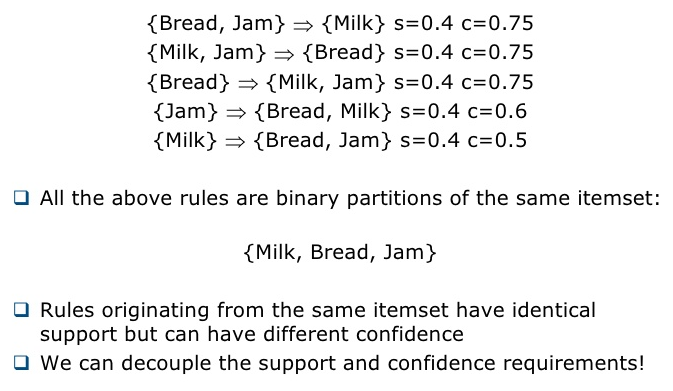 {Bread, Jam} ⇒ {Milk} s=0.4 c=0.75
{Milk, Jam} ⇒ {Bread} s=0.4 c=0.75
{Bread} ⇒ {Milk, Jam} s=0.4 c=0.75
{Jam} ⇒ {Bread, Milk} s=0.4 c=0.6
{Milk} ⇒ {Bread, Jam} s=0.4 c=0.5
❑ All the above rules are binary partitions of the same itemset:
{Milk, Bread, Jam}
❑ Rules originating from the same itemset have identical
support but can have different confidence
❑ We can decouple the support and confidence requirements!